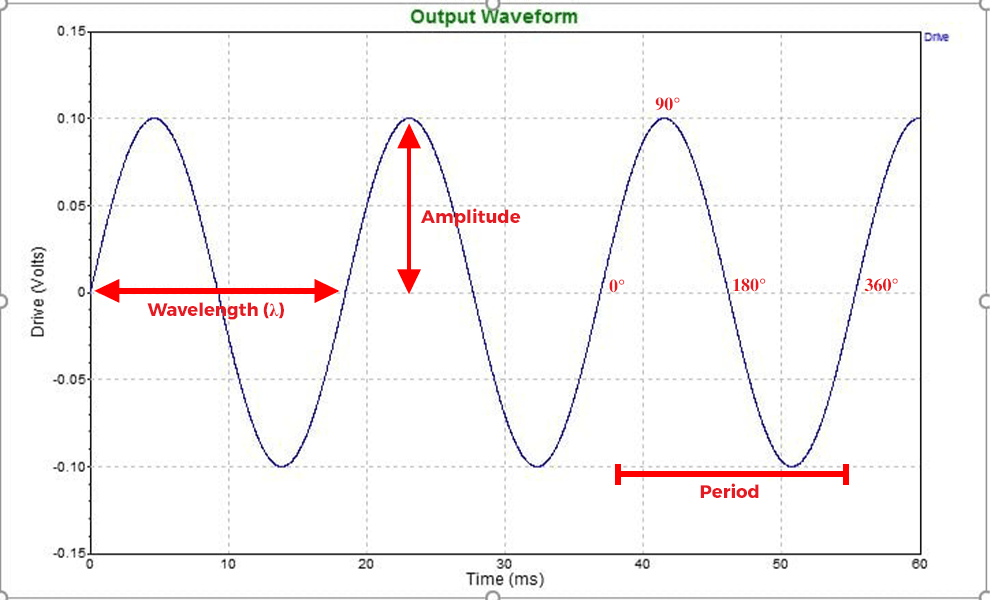 Output Waveform
Drive
0.15
0.10
0.05
0
-0.05
-0.10
-0.15
Drive (Volts)
90°
Amplitude
0°
180°
360°
Wavelength (λ)
Period
0
10
20
30
40
50
60
Time (ms)